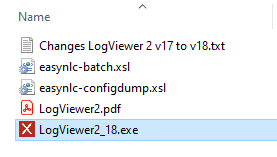 Name
Changes LogViewer 2 v17 to v18.txt
easynlc-batch.xsl
easynlc-configdump.xsl
LogViewer2.pdf
LogViewer2_18.exe